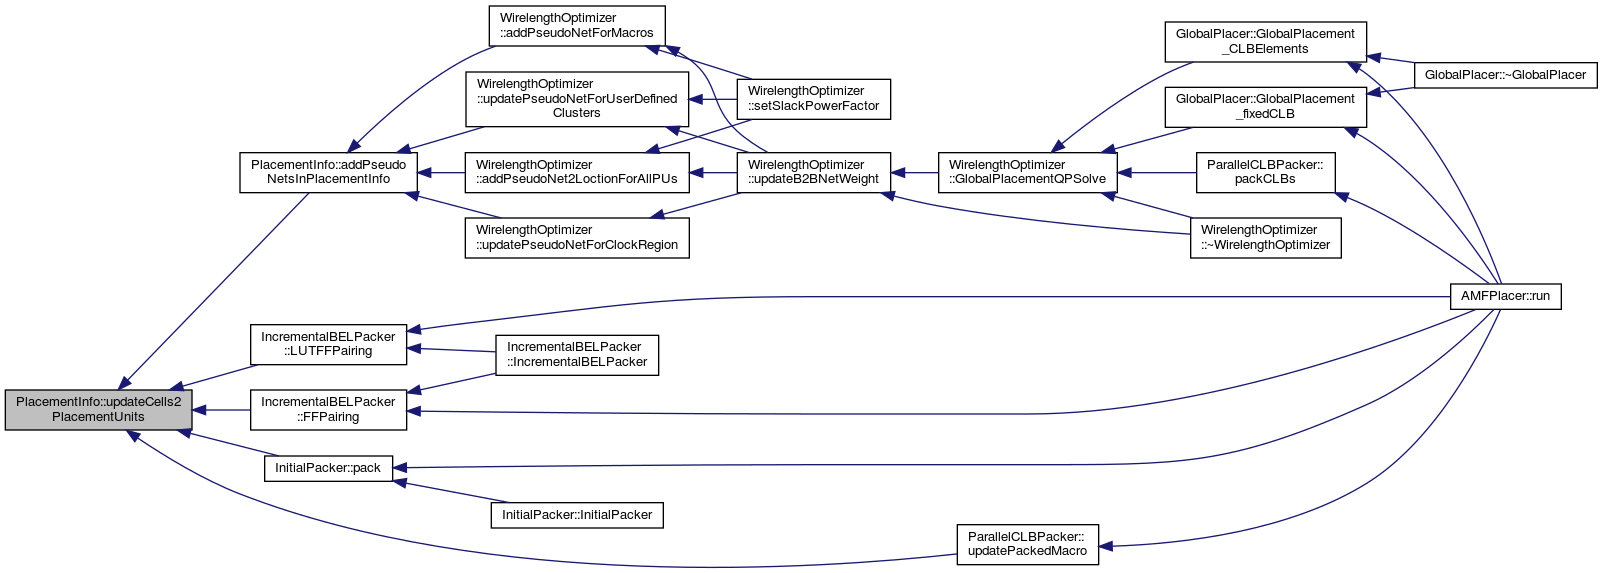 WirelengthOptimizer
::addPseudoNetForMacros
WirelengthOptimizer
::updatePseudoNetForUserDefined
Clusters
WirelengthOptimizer
::setSlackPowerFactor
PlacementInfo::addPseudo
NetsInPlacementInfo
WirelengthOptimizer
::addPseudoNet2LoctionForAllPUs
WirelengthOptimizer
::updateB2BNetWeight
WirelengthOptimizer
::updatePseudoNetForClockRegion
WirelengthOptimizer
::GlobalPlacementQPSolve
GlobalPlacer::GlobalPlacement
_CLBElements
GlobalPlacer::~GlobalPlacer
GlobalPlacer::GlobalPlacement
_fixedCLB
ParallelCLBPacker::
packCLBs
WirelengthOptimizer
::~WirelengthOptimizer
AMFPlacer::run
IncrementalBELPacker
::LUTFFPairing
IncrementalBELPacker
::IncrementalBELPacker
PlacementInfo::updateCells2
PlacementUnits
IncrementalBELPacker
::FFPairing
InitialPacker::pack
InitialPacker::InitialPacker
ParallelCLBPacker::
updatePackedMacro